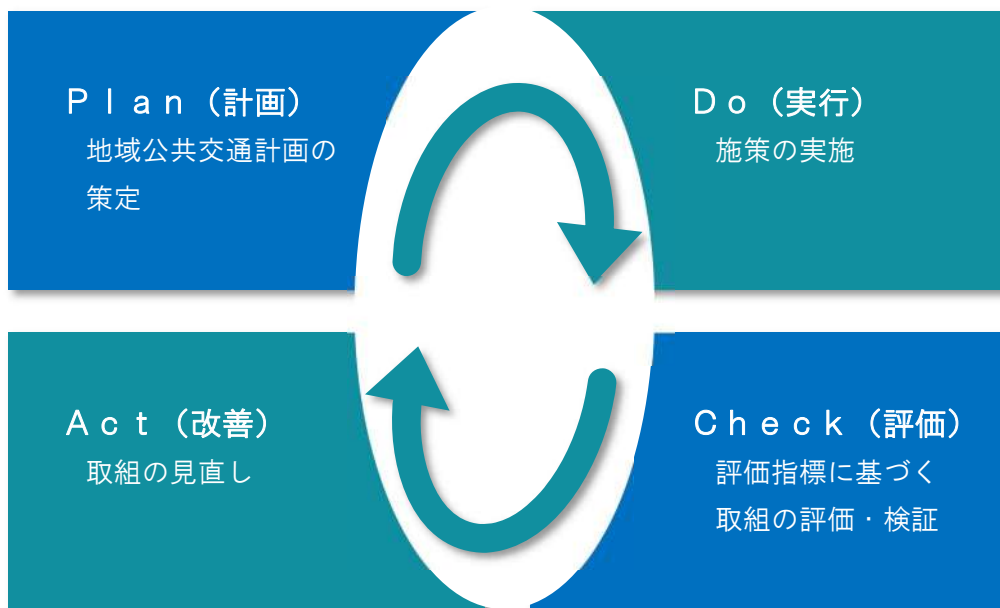 Plan（計画）
地域公共交通計画の
策定
Do（実行）
施策の実施
Act（改善）
取組の見直し
Check（評価）
評価指標に基づく
取組の評価・検証